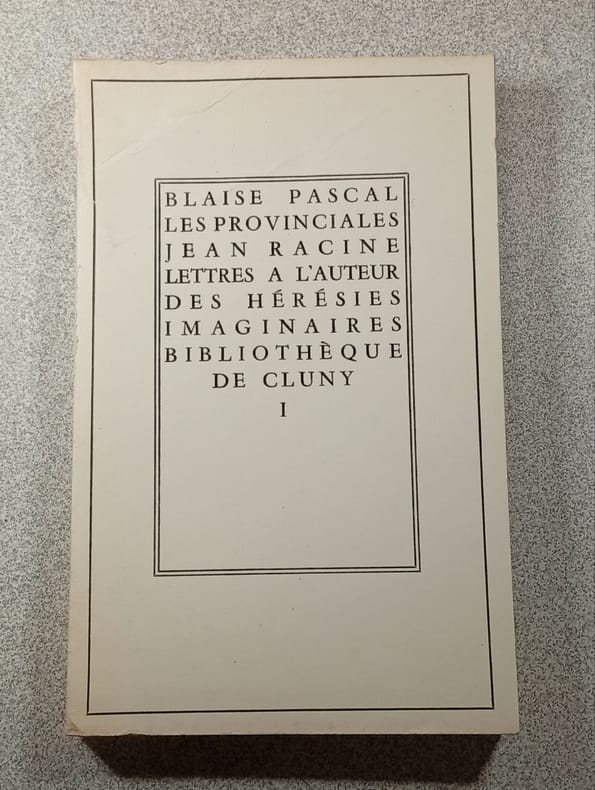 BLAISE PASCAL
LES PROVINCIALES
JEAN RACINE
LETTRES A L'AUTEUR
DES HÉRÉSIES
IMAGINAIRES
BIBLIOTHÈQUE
DE CLUNY
I